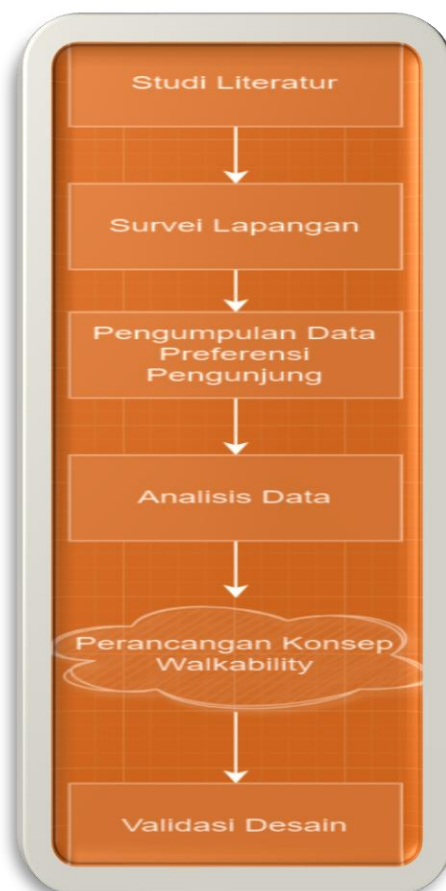 Studi Literatur
Survei Lapangan
Pengumpulan Data
Preferensi
Pengunjung
Analisis Data
Perancangan Konsep
Walkability
Validasi Desain